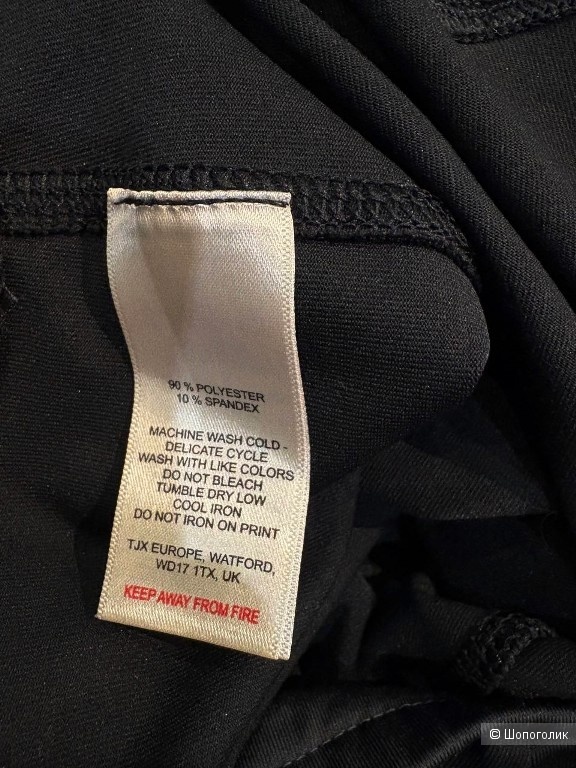 90 % POLYESTER
10 % SPANDEX
MACHINE WASH COLD -
DELICATE CYCLE
WASH WITH LIKE COLORS
DO NOT BLEACH
TUMBLE DRY LOW
COOL IRON
DO NOT IRON ON PRINT
TJX EUROPE, WATFORD,
WD17 1TX, UK
KEEP AWAY FROM FIRE
© Шопоголик